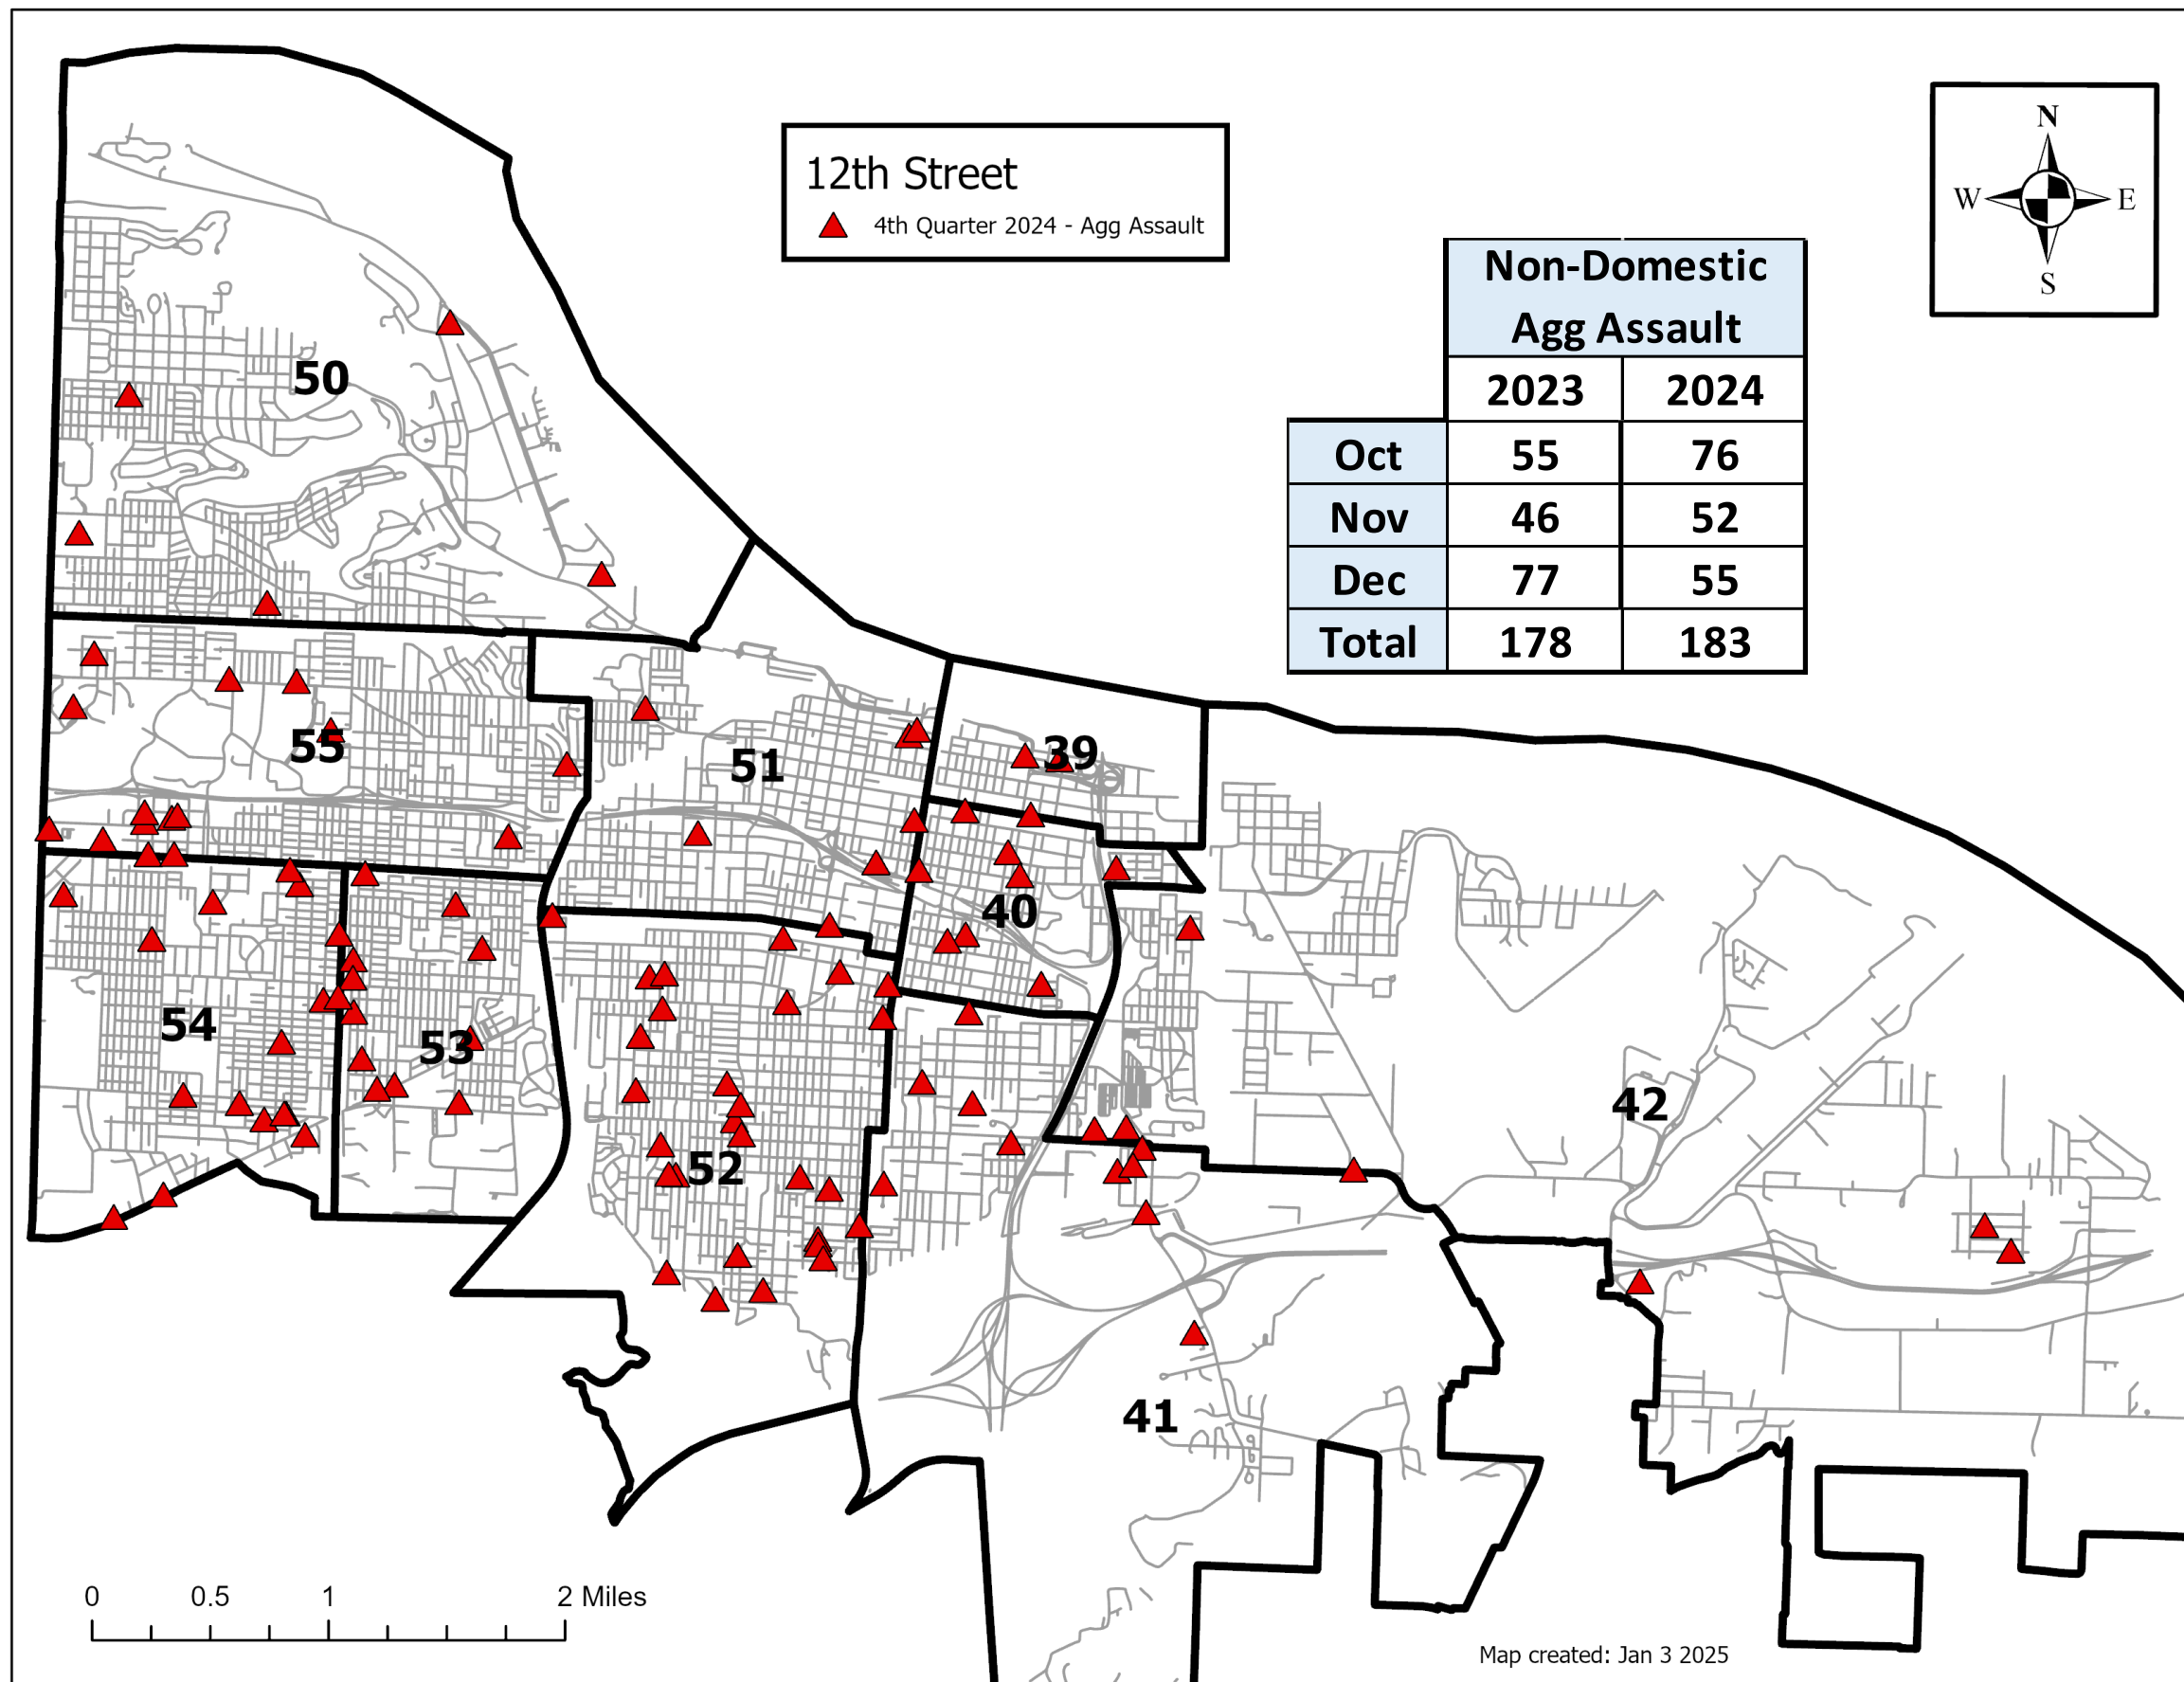 12th Street
4th Quarter 2024 - Agg Assault
N
W E
S
Non-Domestic
Agg Assault
2023 2024
Oct 55 76
Nov 46 52
Dec 77 55
Total 178 183
50
55
51
39
40
54
53
52
42
41
0 0.5 1 2 Miles
Map created: Jan 3 2025